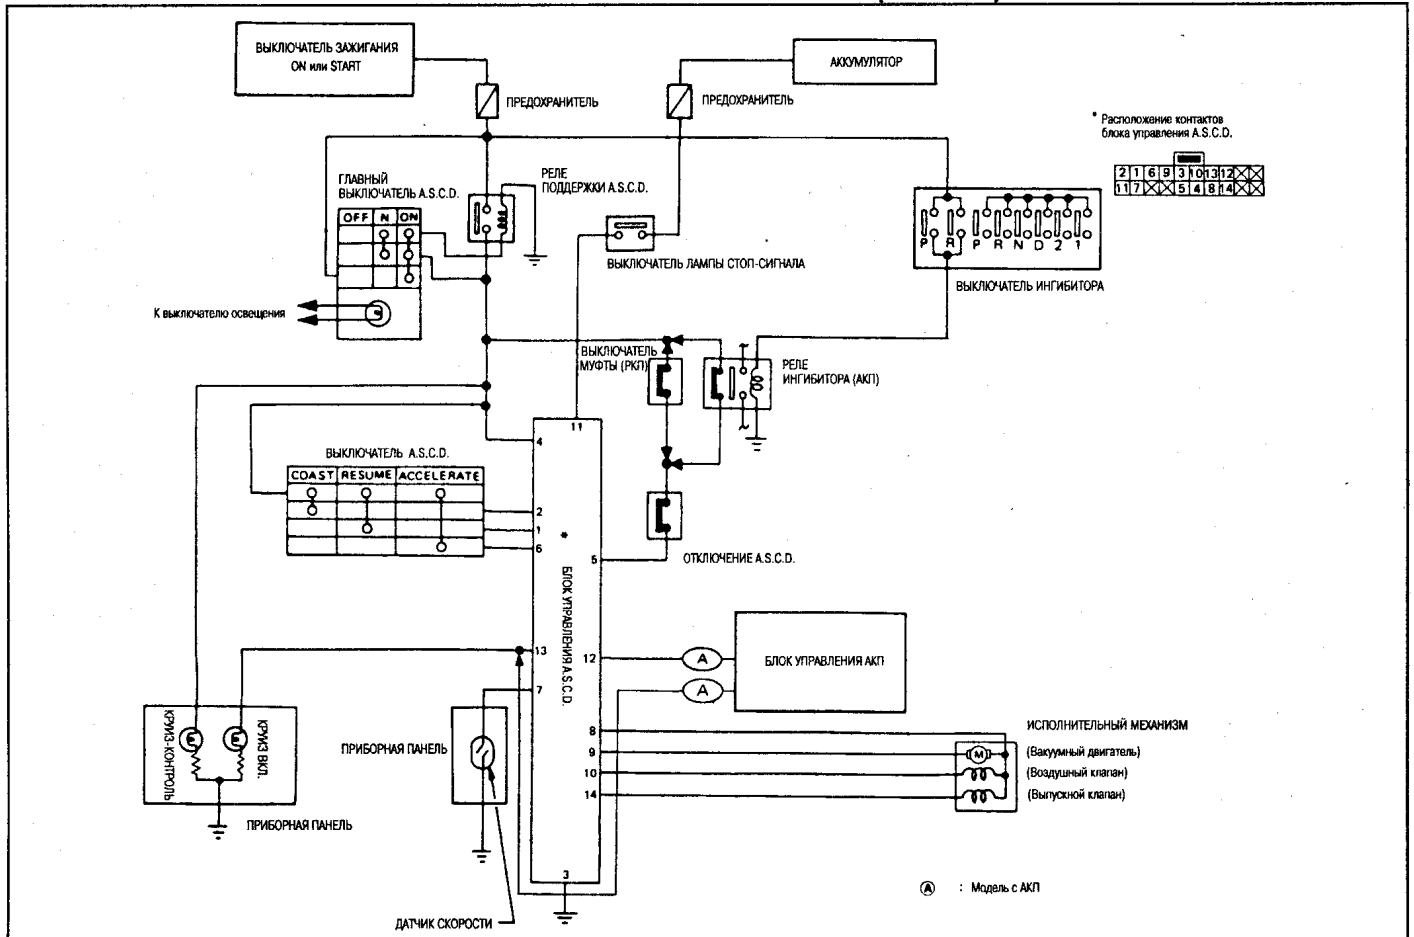 ВЫКЛЮЧАТЕЛЬ ЗАЖИГАНИЯ
ON или START
АККУМУЛЯТОР
ПРЕДОХРАНИТЕЛЬ
ПРЕДОХРАНИТЕЛЬ
* Расположение контактов
блока управления A.S.C.D.
2 1 6 9 3 10 13 12
11 7 5 4 8 14
ГЛАВНЫЙ
ВЫКЛЮЧАТЕЛЬ A.S.C.D.
OFF N ON
РЕЛЕ
ПОДДЕРЖКИ A.S.C.D.
ВЫКЛЮЧАТЕЛЬ ЛАМПЫ СТОП-СИГНАЛА
P R P R N D 2 1
ВЫКЛЮЧАТЕЛЬ ИНГИБИТОРА
К выключателю освещения
ВЫКЛЮЧАТЕЛЬ
МУФТЫ (РКП)
РЕЛЕ
ИНГИБИТОРА (АКП)
ВЫКЛЮЧАТЕЛЬ A.S.C.D.
COAST RESUME ACCELERATE
11
4
2
1
6
*
5
ОТКЛЮЧЕНИЕ A.S.C.D.
БЛОК УПРАВЛЕНИЯ A.S.C.D.
13
12
7
A
A
БЛОК УПРАВЛЕНИЯ АКП
КРУИЗ-КОНТРОЛЬ
КРУИЗ ВКЛ.
ПРИБОРНАЯ ПАНЕЛЬ
ПРИБОРНАЯ ПАНЕЛЬ
8
9
10
14
ИСПОЛНИТЕЛЬНЫЙ МЕХАНИЗМ
M
(Вакуумный двигатель)
(Воздушный клапан)
(Выпускной клапан)
3
ДАТЧИК СКОРОСТИ
A : Модель с АКП